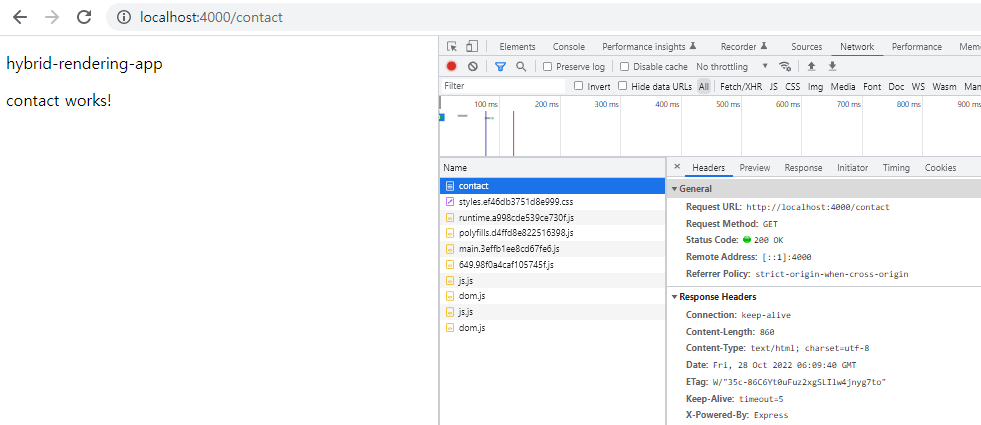 localhost:4000/contact
hybrid-rendering-app
contact works!
Elements Console Performance insights Recorder Sources Network Performance Mem
Preserve log Disable cache No throttling
Filter Invert Hide data URLs All Fetch/XHR JS CSS Img Media Font Doc WS Wasm Man
100 ms 200 ms 300 ms 400 ms 500 ms 600 ms 700 ms 800 ms 900 ms
Name
contact
styles.ef46db3751d8e999.css
runtime.a998cde539ce730f.js
polyfills.d4ffd8e822516398.js
main.3effb1ee8cd67fe6.js
649.98f0a4caf105745f.js
js.js
dom.js
js.js
dom.js
× Headers Preview Response Initiator Timing Cookies
General
Request URL: http://localhost:4000/contact
Request Method: GET
Status Code: 200 OK
Remote Address: [::1]:4000
Referrer Policy: strict-origin-when-cross-origin
Response Headers
Connection: keep-alive
Content-Length: 860
Content-Type: text/html; charset=utf-8
Date: Fri, 28 Oct 2022 06:09:40 GMT
ETag: W/"35c-86C6Yt0uFuz2xgSLIlw4jnyg7to"
Keep-Alive: timeout=5
X-Powered-By: Express